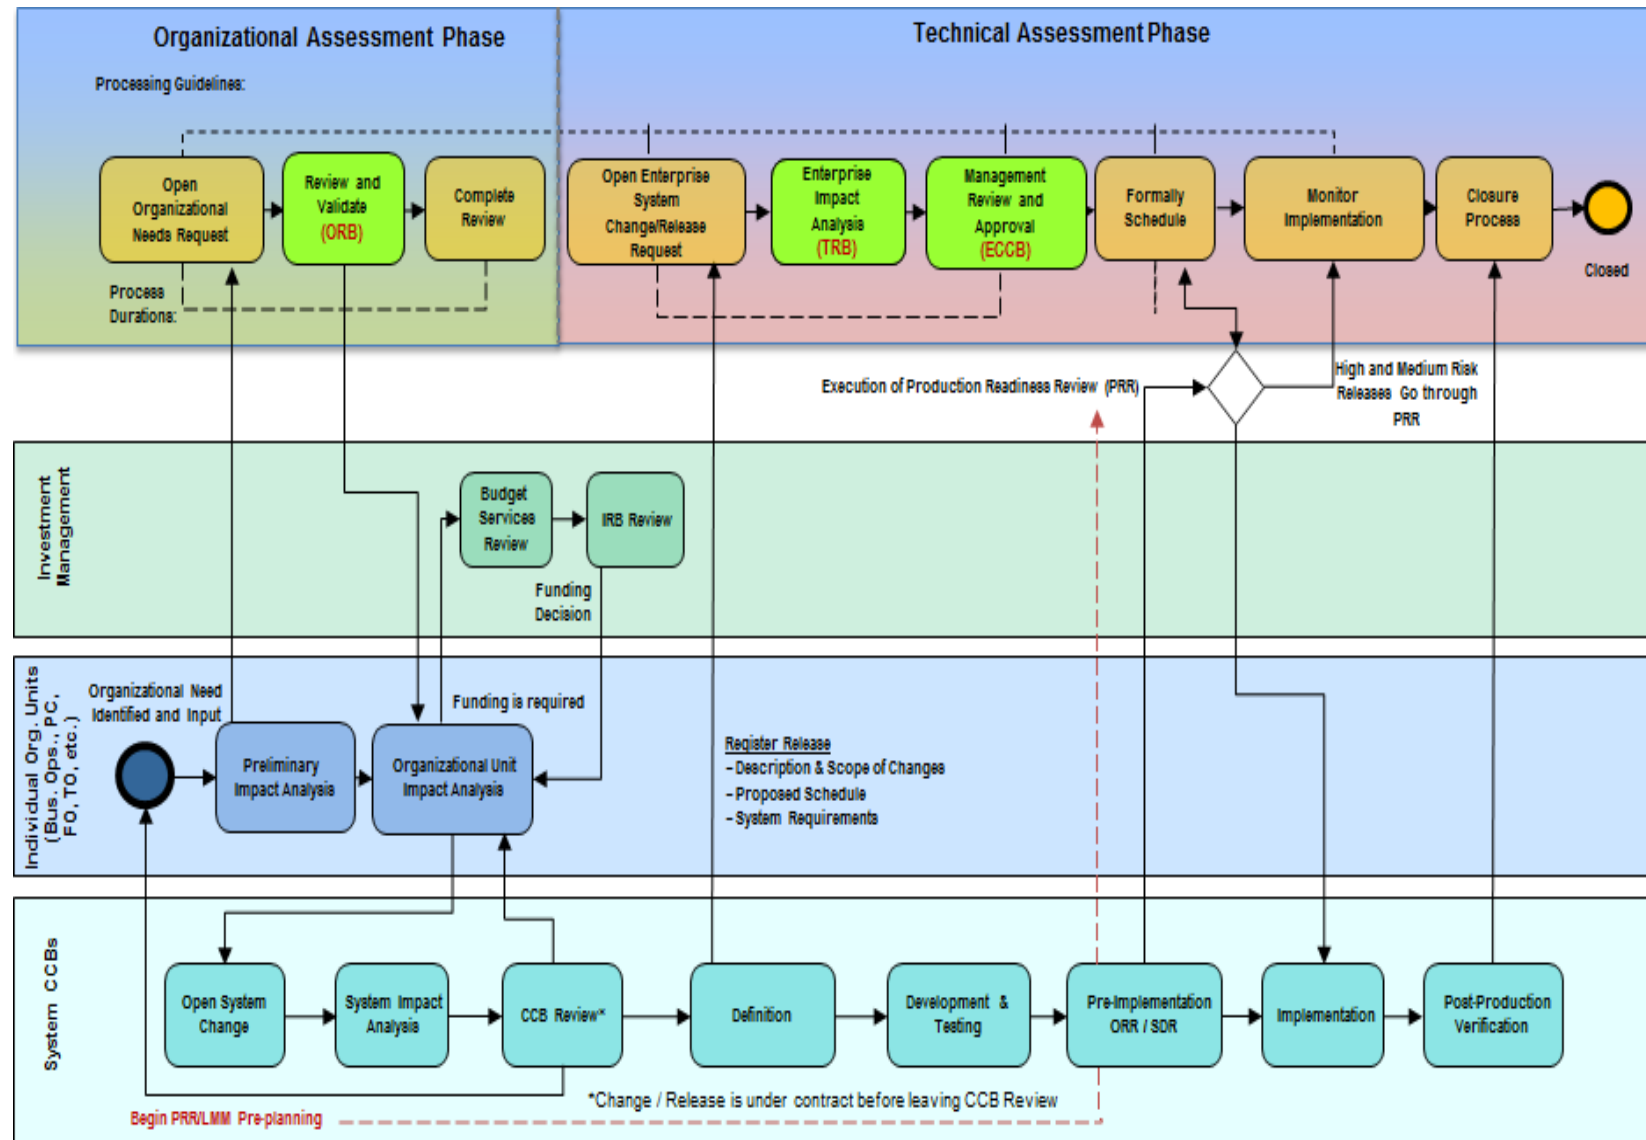 Organizational Assessment Phase
Technical Assessment Phase
Processing Guidelines:
Open
Organizational
Needs Request
Review and
Validate
(ORB)
Complete
Review
Open Enterprise
System
Change/Release
Request
Enterprise
Impact
Analysis
(TRB)
Management
Review and
Approval
(ECCB)
Formally
Schedule
Monitor
Implementation
Closure
Process
Closed
Process
Durations:
Execution of Production Readiness Review (PRR)
High and Medium Risk
Releases Go through
PRR
Investment
Management
Budget
Services
Review
IRB Review
Funding
Decision
Individual Org. Units
(Bus. Ops., PC,
FO, TO, etc.)
Organizational Need
Identified and Input
Funding is required
Preliminary
Impact Analysis
Organizational Unit
Impact Analysis
Register Release
– Description & Scope of Changes
– Proposed Schedule
– System Requirements
System CCBs
Open System
Change
System Impact
Analysis
CCB Review*
Definition
Development &
Testing
Pre-Implementation
ORR / SDR
Implementation
Post-Production
Verification
*Change / Release is under contract before leaving CCB Review
Begin PRR/LMM Pre-planning